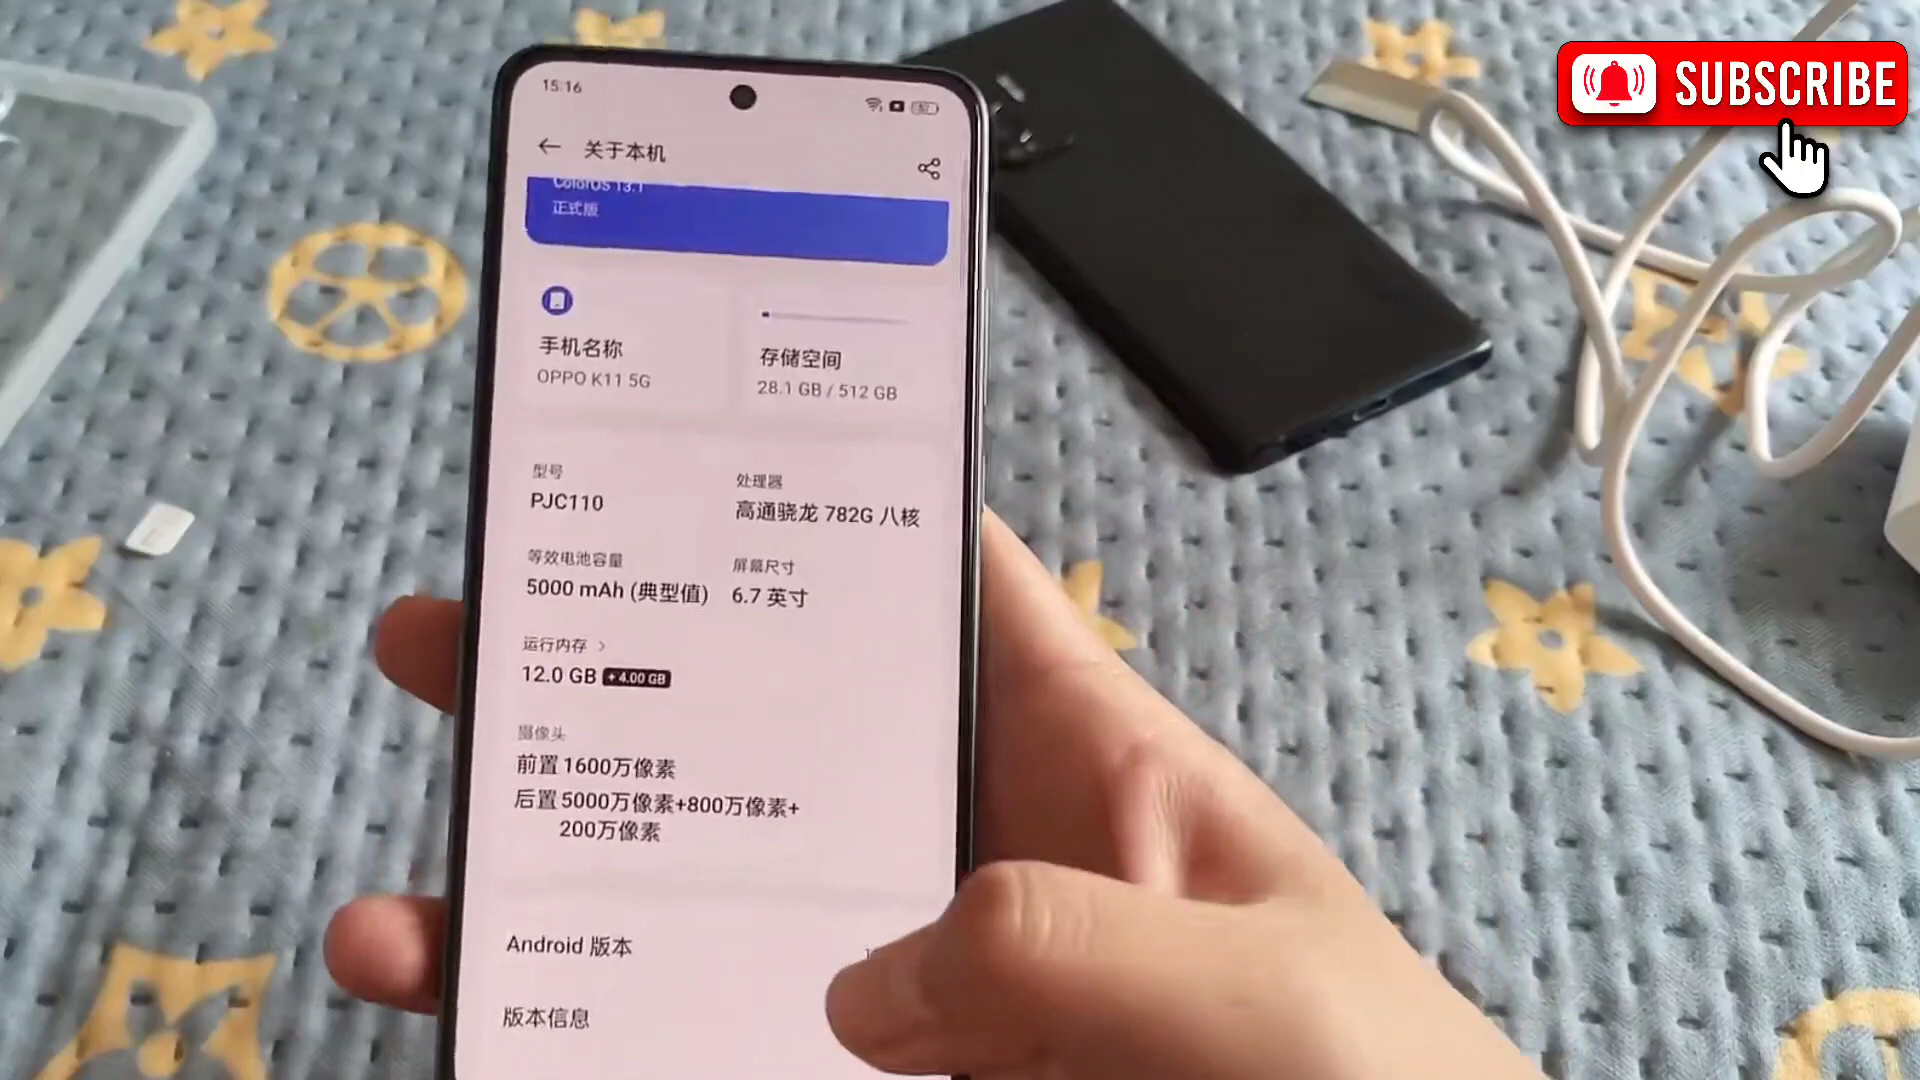 SUBSCRIBE
15:16
关于本机
ColorOS 13.1
正式版
手机名称
OPPO K11 5G
存储空间
28.1 GB / 512 GB
型号
PJC110
处理器
高通骁龙 782G 八核
等效电池容量
5000 mAh (典型值)
屏幕尺寸
6.7 英寸
运行内存 >
12.0 GB +4.00 GB
摄像头
前置 1600万像素
后置 5000万像素+800万像素+
200万像素
Android 版本
版本信息